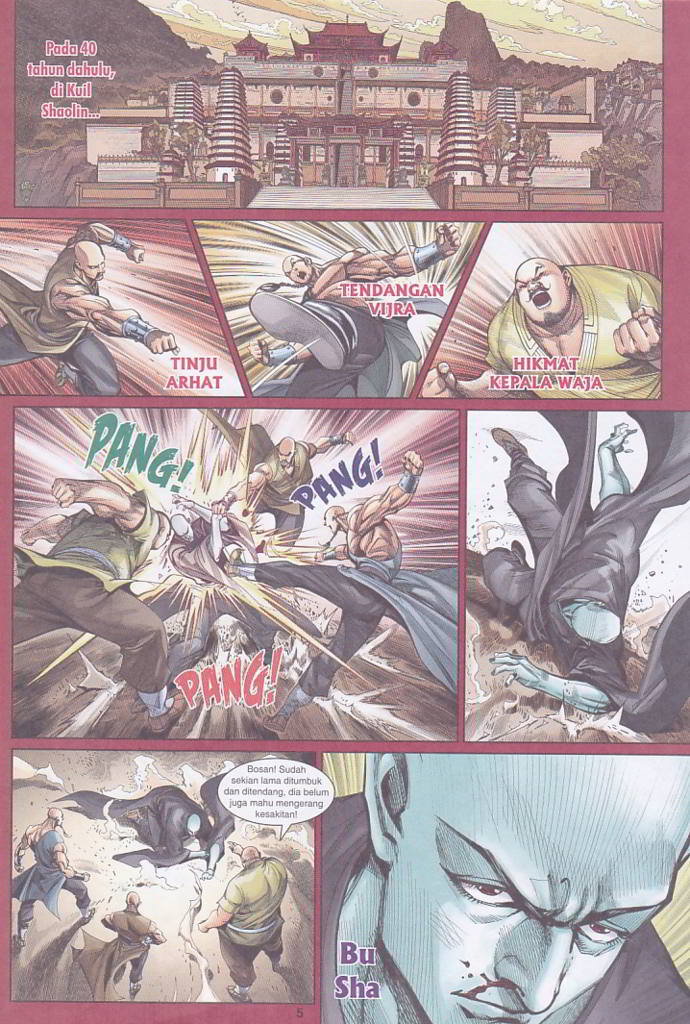 Pada 40
tahun dahulu,
di Kuil
Shaolin...
TINJU
ARHAT
TENDANGAN
VIJRA
HIKMAT
KEPALA WAJA
PANG!
PANG!
PANG!
Bosan! Sudah
sekian lama ditumbuk
dan ditendang, dia belum
juga mahu mengerang
kesakitan!
Bu
Sha
5